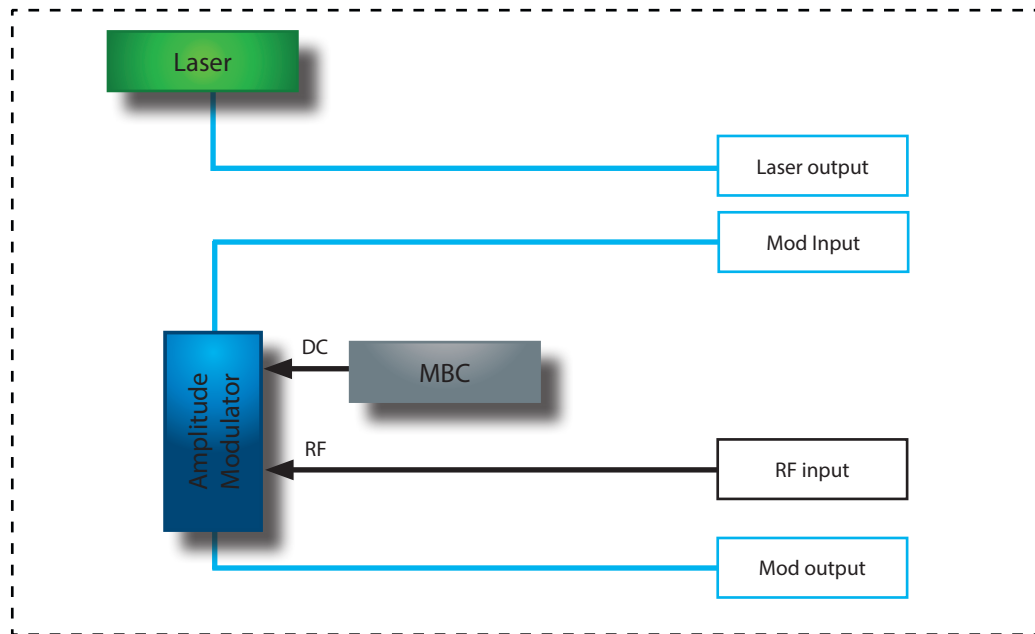 Laser
Laser output
Mod Input
DC
MBC
Amplitude
Modulator
RF
RF input
Mod output